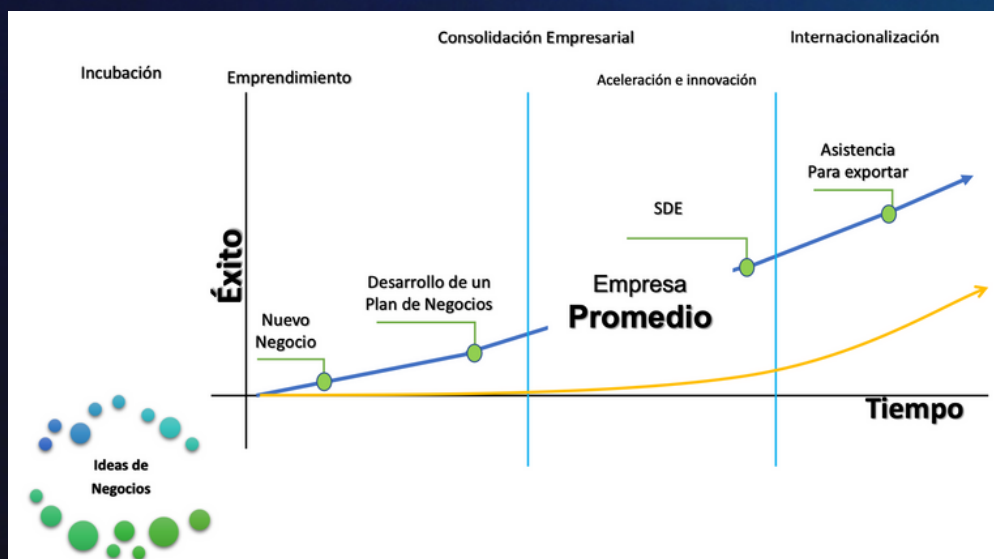 Consolidación Empresarial
Internacionalización
Incubación
Emprendimiento
Aceleración e innovación
Asistencia
Para exportar
SDE
Éxito
Desarrollo de un
Plan de Negocios
Empresa
Promedio
Nuevo
Negocio
Tiempo
Ideas de
Negocios